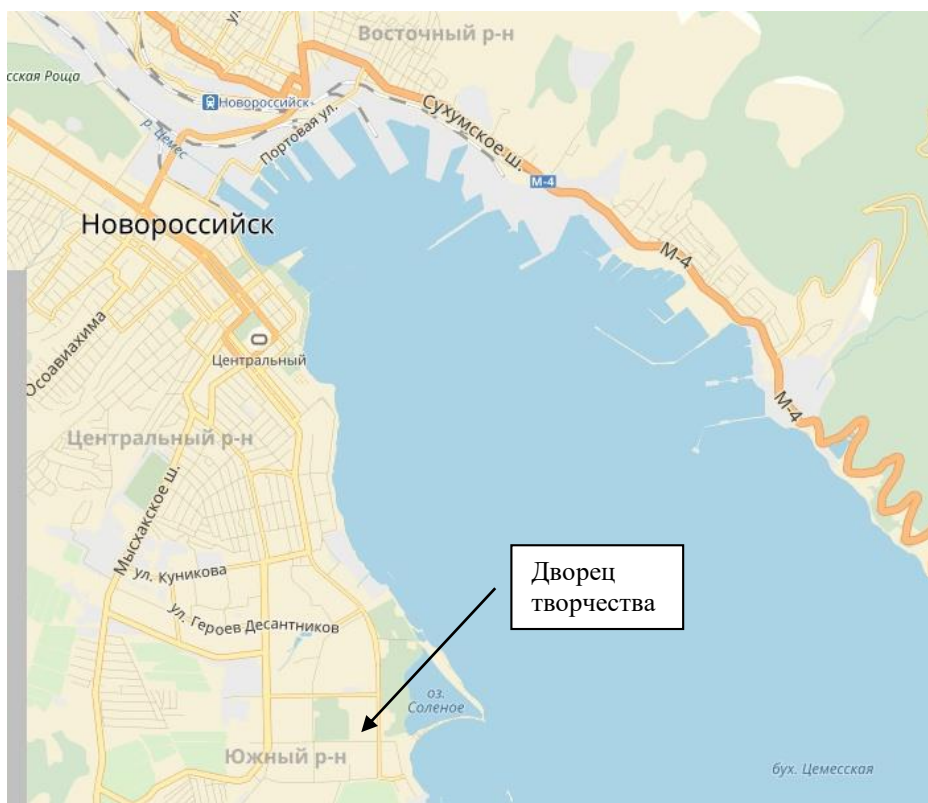 Восточный р-н
сская Роща
Новороссийск
Сухумское ш.
Портовая ул.
р. Цемес
М-4
Новороссийск
М-4
Осоавиахима
Центральный
М-4
Центральный р-н
Мысхакское ш.
ул. Куникова
Дворец
творчества
ул. Героев Десантников
оз.
Соленое
Южный р-н
бух. Цемесская